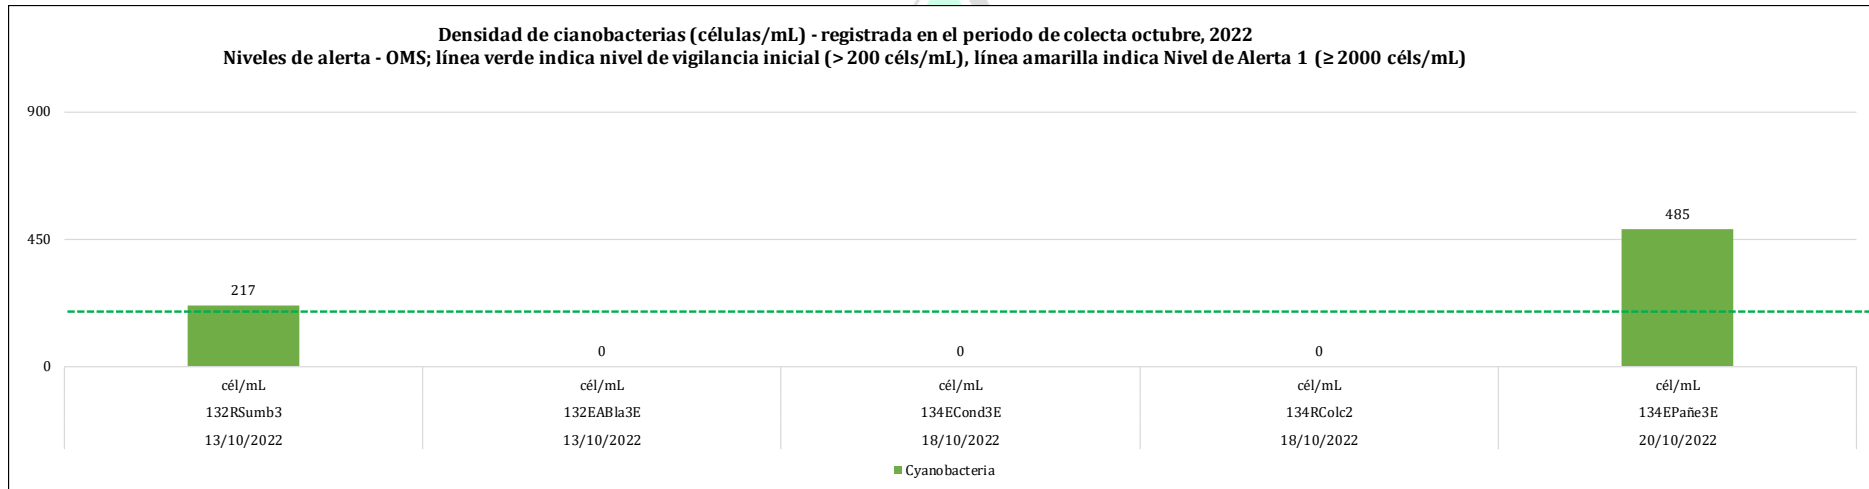 Densidad de cianobacterias (células/mL) - registrada en el periodo de colecta octubre, 2022
Niveles de alerta - OMS; línea verde indica nivel de vigilancia inicial (> 200 céls/mL), línea amarilla indica Nivel de Alerta 1 (≥ 2000 céls/mL)
900
450
0
217
0
0
0
485
cél/mL cél/mL cél/mL cél/mL cél/mL
132RSumb3 132EABla3E 134ECond3E 134RColc2 134EPañe3E
13/10/2022 13/10/2022 18/10/2022 18/10/2022 20/10/2022
Cyanobacteria